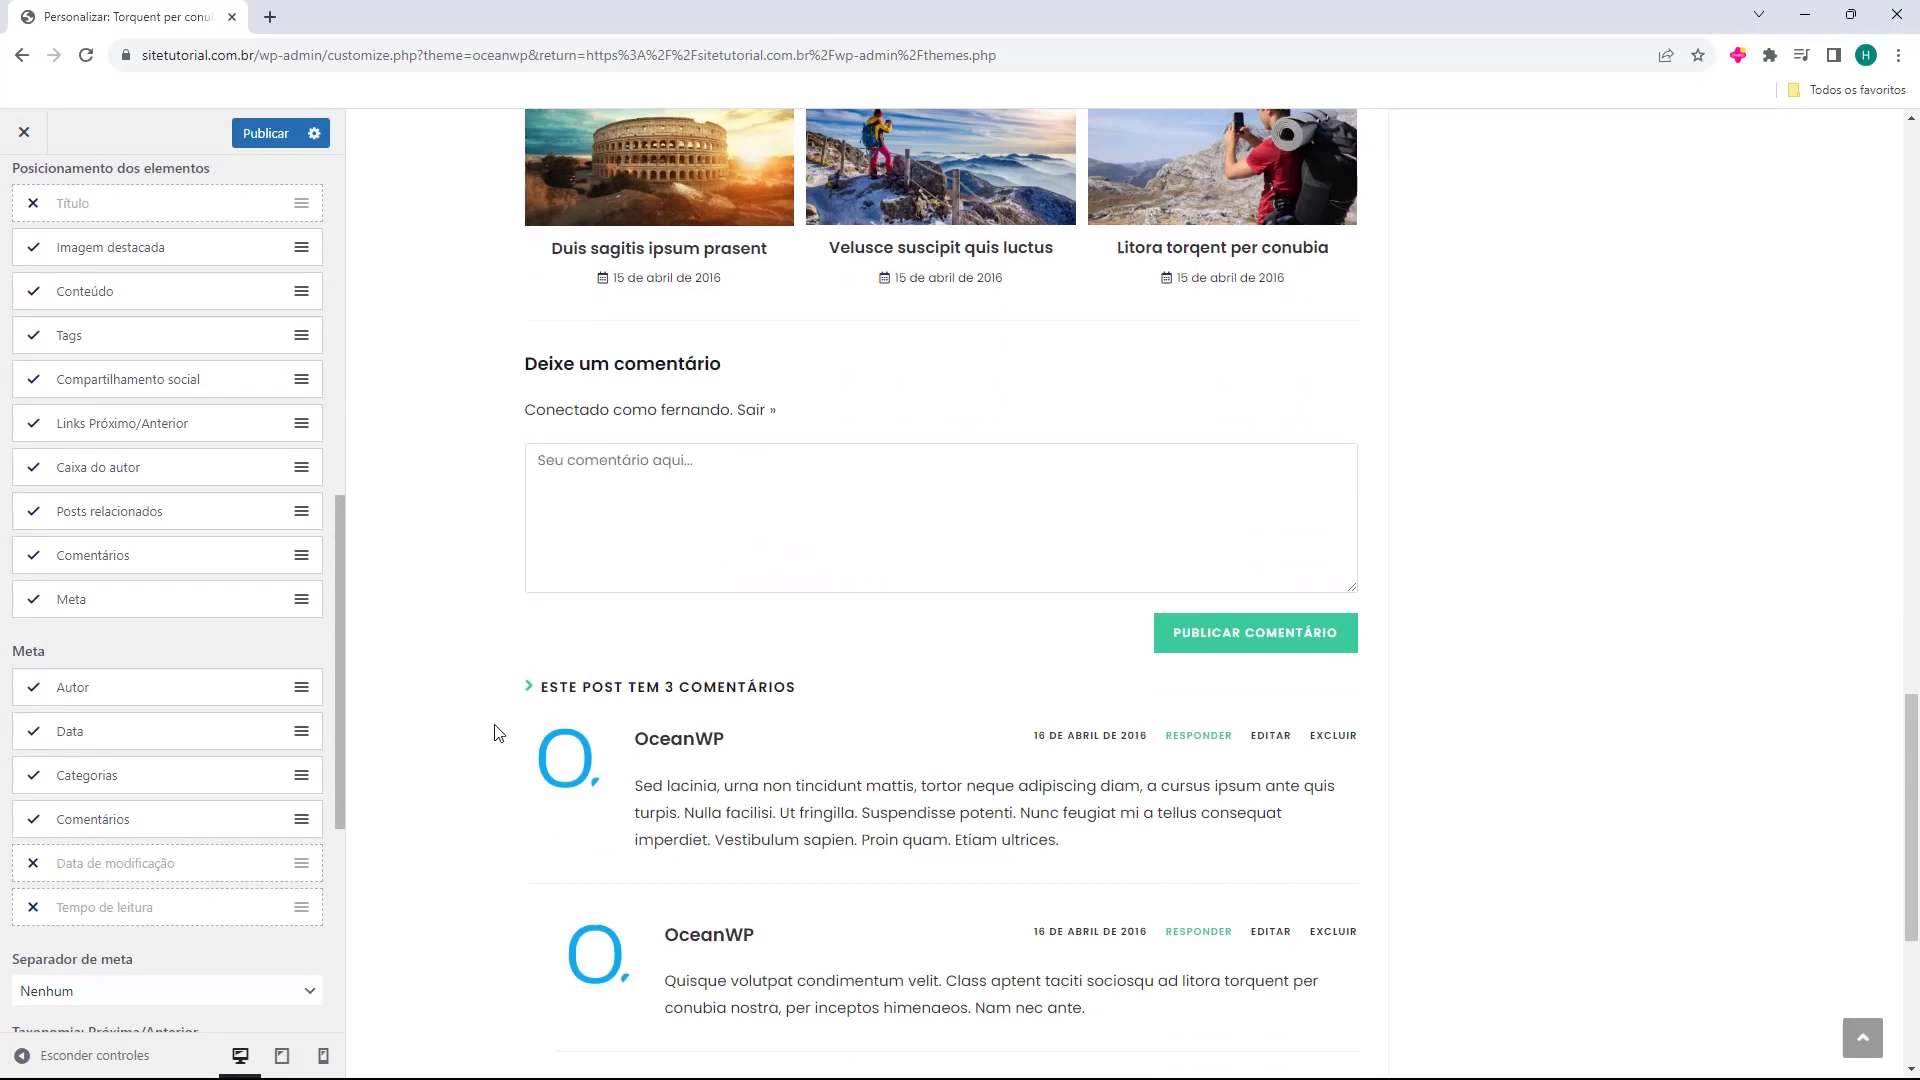 Personalizar: Torquent per conu
sitetutorial.com.br/wp-admin/customize.php?theme=oceanwp&return=https%3A%2F%2Fsitetutorial.com.br%2Fwp-admin%2Fthemes.php
H
Todos os favoritos
Publicar
Posicionamento dos elementos
Título
Imagem destacada
Conteúdo
Tags
Compartilhamento social
Links Próximo/Anterior
Caixa do autor
Posts relacionados
Comentários
Meta
Meta
Autor
Data
Categorias
Comentários
Data de modificação
Tempo de leitura
Separador de meta
Nenhum
Taxonomia: Próxima/Anterior
Esconder controles
Duis sagitis ipsum prasent
15 de abril de 2016
Velusce suscipit quis luctus
15 de abril de 2016
Litora torqent per conubia
15 de abril de 2016
Deixe um comentário
Conectado como fernando. Sair »
Seu comentário aqui...
PUBLICAR COMENTÁRIO
ESTE POST TEM 3 COMENTÁRIOS
OceanWP
16 DE ABRIL DE 2016 RESPONDER EDITAR EXCLUIR
Sed lacinia, urna non tincidunt mattis, tortor neque adipiscing diam, a cursus ipsum ante quis
turpis. Nulla facilisi. Ut fringilla. Suspendisse potenti. Nunc feugiat mi a tellus consequat
imperdiet. Vestibulum sapien. Proin quam. Etiam ultrices.
OceanWP
16 DE ABRIL DE 2016 RESPONDER EDITAR EXCLUIR
Quisque volutpat condimentum velit. Class aptent taciti sociosqu ad litora torquent per
conubia nostra, per inceptos himenaeos. Nam nec ante.